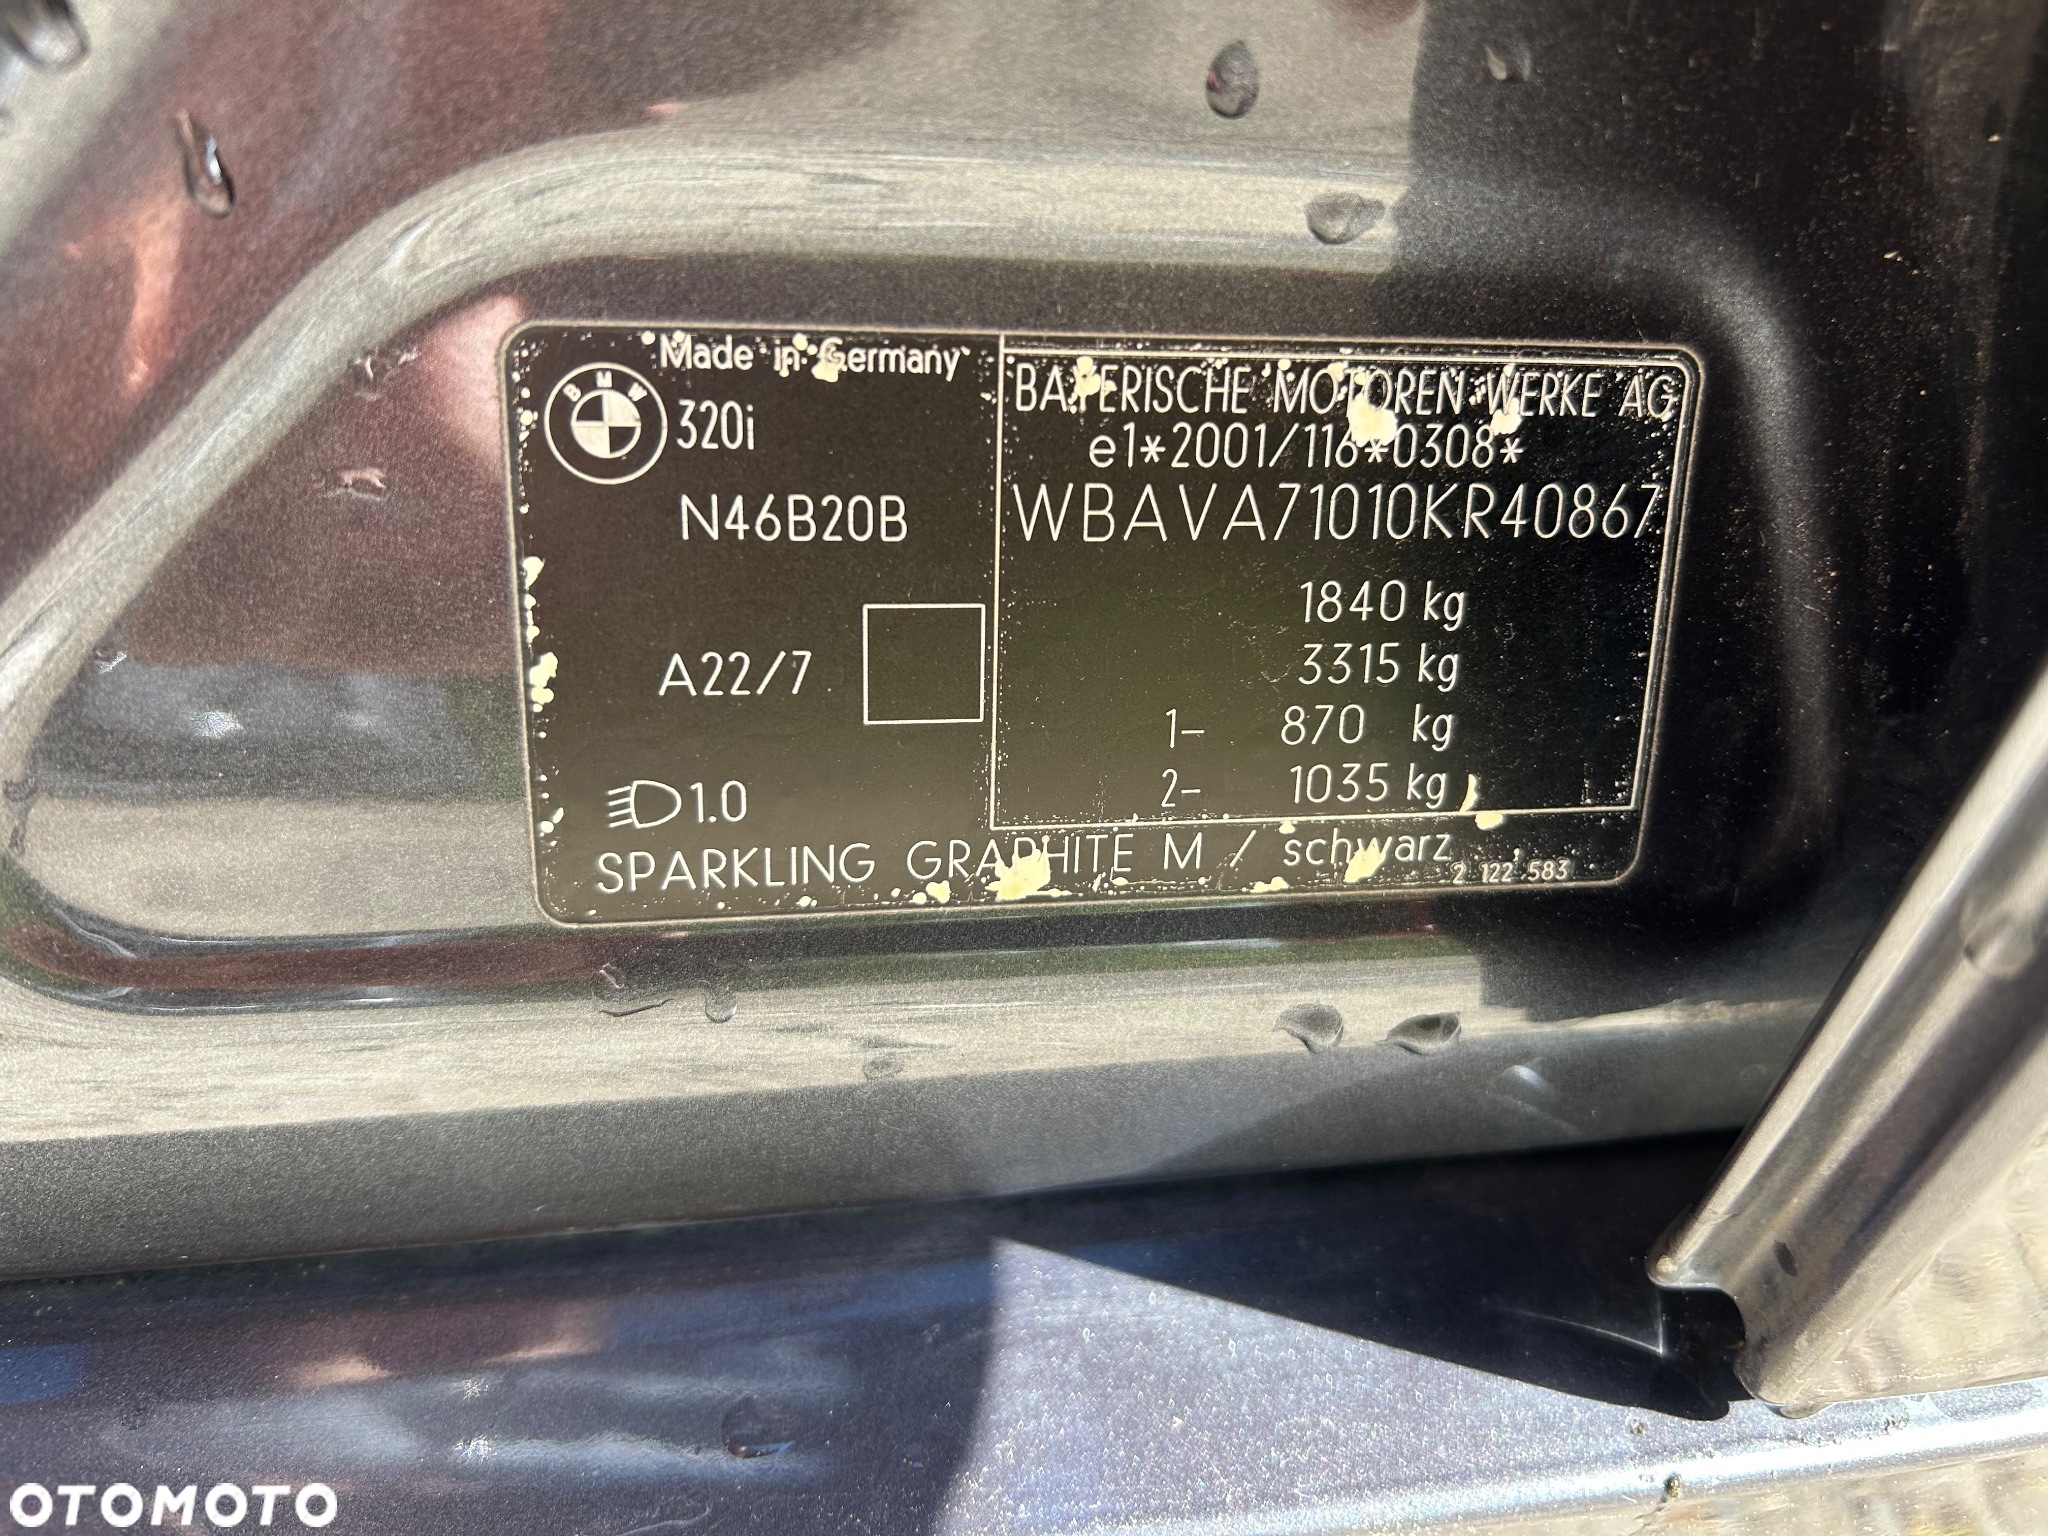 Made in Germany
BMW
320i
N46B20B
A22/7
1.0
BAYERISCHE MOTOREN WERKE AG
e1*2001/116*0308*
WBAVA71010KR40867
1840 kg
3315 kg
1- 870 kg
2- 1035 kg
SPARKLING GRAPHITE M / schwarz
2 122 583
OTOMOTO